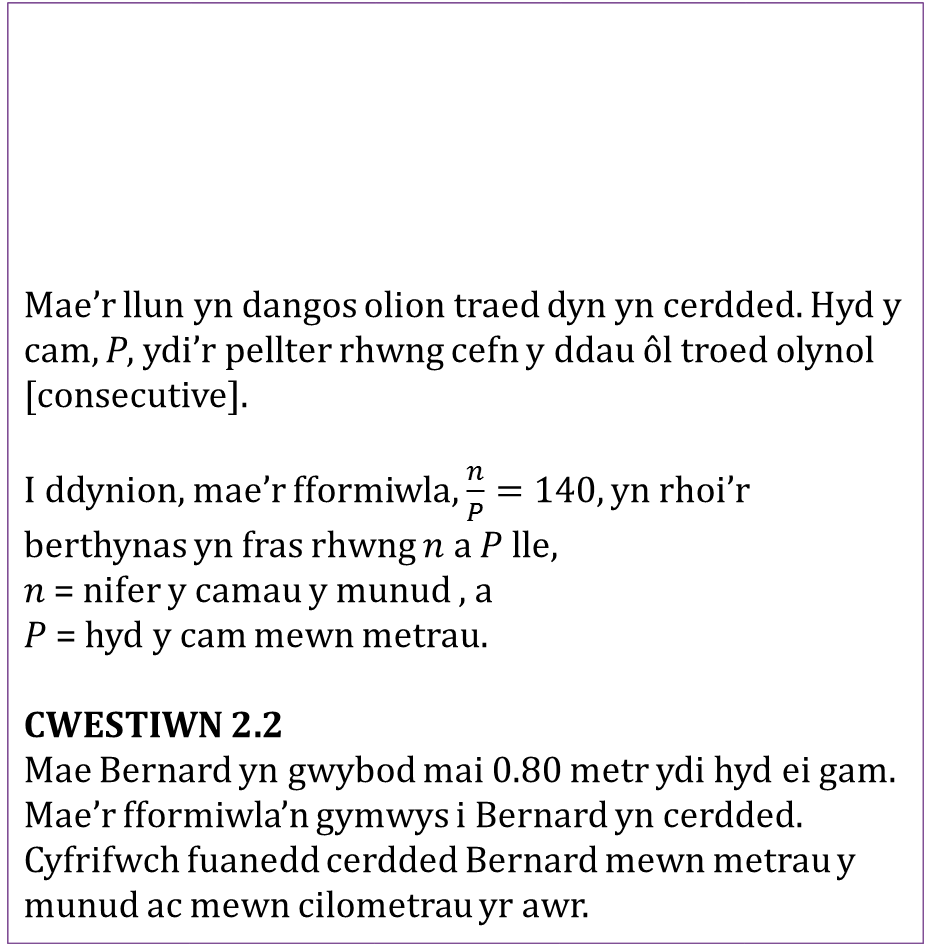 Mae’r llun yn dangos olion traed dyn yn cerdded. Hyd y
cam, P, ydi’r pellter rhwng cefn y ddau ôl troed olynol
[consecutive].
I ddynion, mae’r fformiwla, n/P = 140, yn rhoi’r
berthynas yn fras rhwng n a P lle,
n = nifer y camau y munud , a
P = hyd y cam mewn metrau.
CWESTIWN 2.2
Mae Bernard yn gwybod mai 0.80 metr ydi hyd ei gam.
Mae’r fformiwla’n gymwys i Bernard yn cerdded.
Cyfrifwch fuanedd cerdded Bernard mewn metrau y
munud ac mewn cilometrau yr awr.